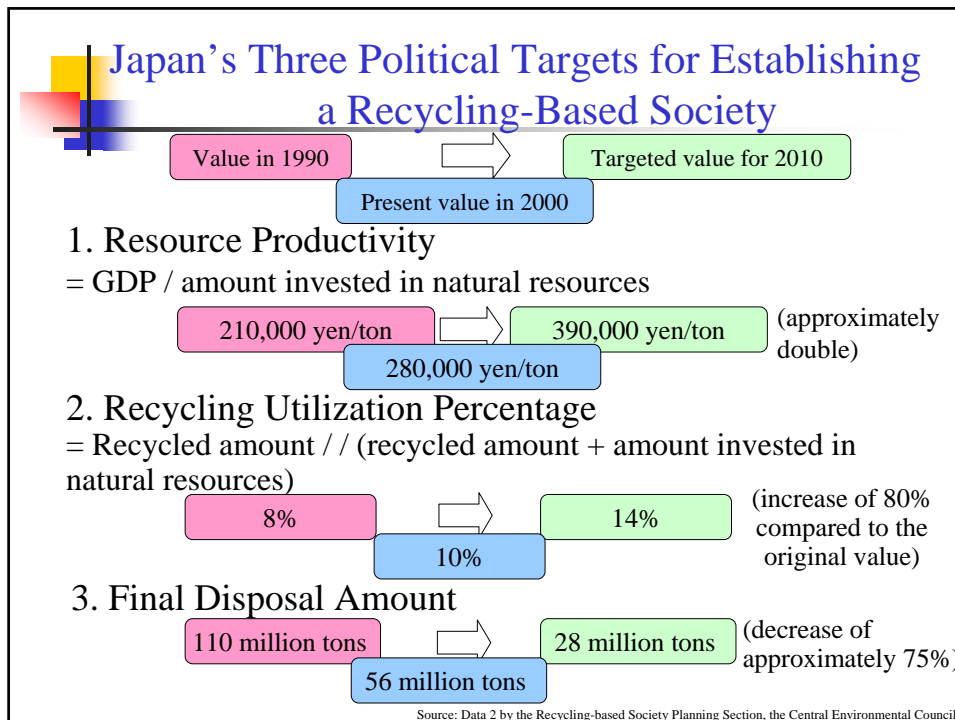 Japan's Three Political Targets for Establishing
a Recycling-Based Society
Value in 1990
Targeted value for 2010
Present value in 2000
1. Resource Productivity
= GDP / amount invested in natural resources
210,000 yen/ton
390,000 yen/ton
(approximately
double)
280,000 yen/ton
2. Recycling Utilization Percentage
= Recycled amount / / (recycled amount + amount invested in
natural resources)
8%
14%
(increase of 80%
compared to the
original value)
10%
3. Final Disposal Amount
110 million tons
28 million tons
(decrease of
approximately 75%)
56 million tons
Source: Data 2 by the Recycling-based Society Planning Section, the Central Environmental Council